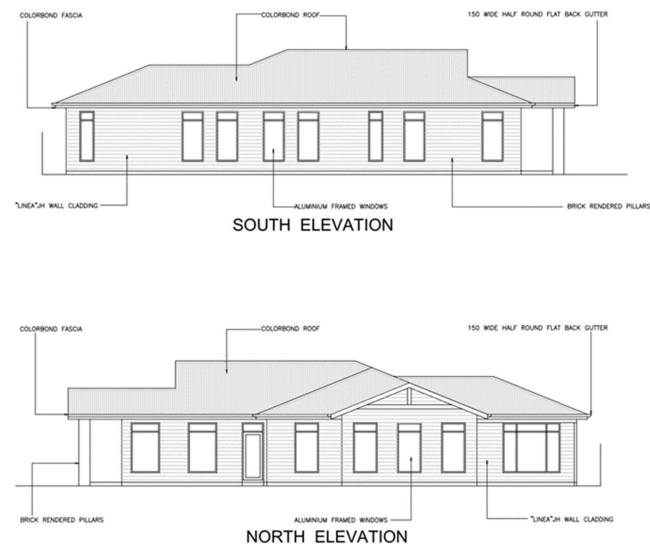 COLORBOND FASCIA
COLORBOND ROOF
150 WIDE HALF ROUND FLAT BACK GUTTER
"LINEA"JH WALL CLADDING
ALUMINIUM FRAMED WINDOWS
BRICK RENDERED PILLARS
SOUTH ELEVATION
COLORBOND FASCIA
COLORBOND ROOF
150 WIDE HALF ROUND FLAT BACK GUTTER
BRICK RENDERED PILLARS
ALUMINIUM FRAMED WINDOWS
"LINEA"JH WALL CLADDING
NORTH ELEVATION